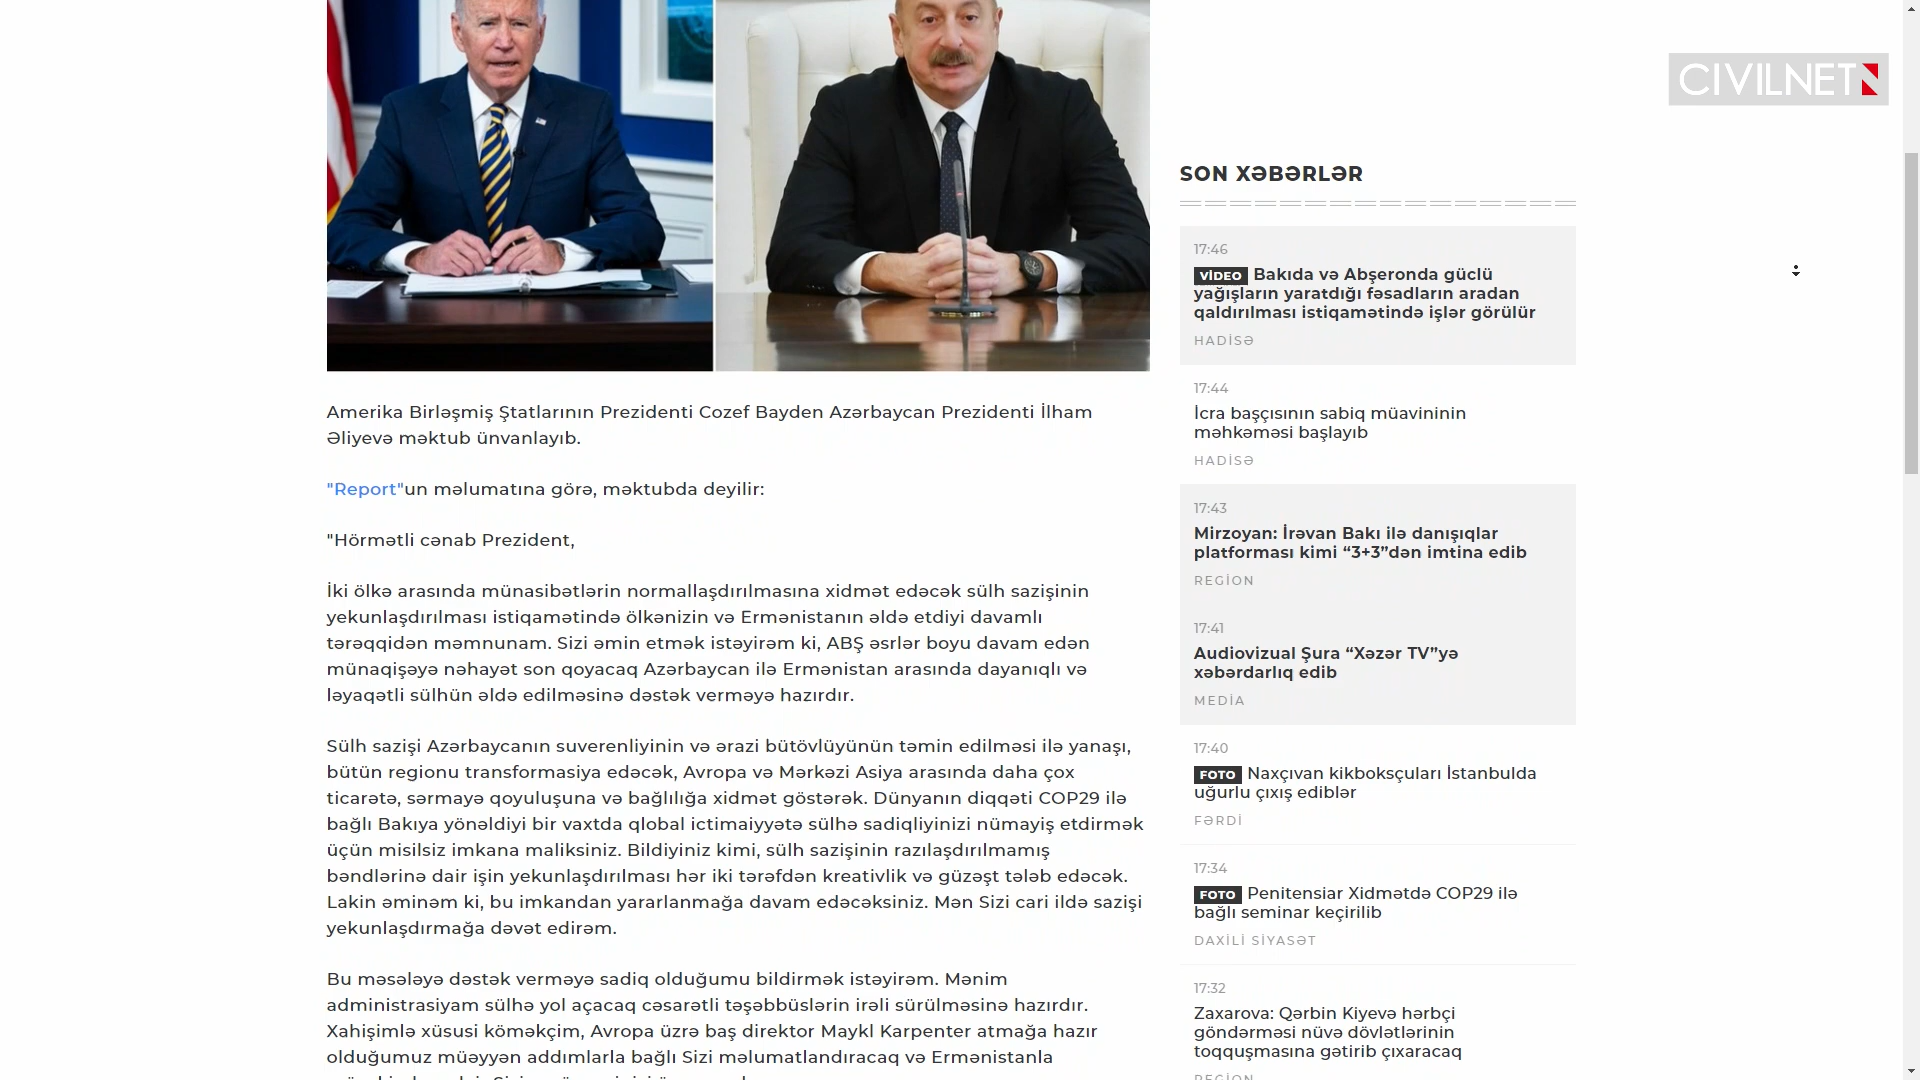 CIVILNET
Amerika Birləşmiş Ştatlarının Prezidenti Cozef Bayden Azərbaycan Prezidenti İlham
Əliyevə məktub ünvanlayıb.
"Report"un məlumatına görə, məktubda deyilir:
"Hörmətli cənab Prezident,
İki ölkə arasında münasibətlərin normallaşdırılmasına xidmət edəcək sülh sazişinin
yekunlaşdırılması istiqamətində ölkənizin və Ermənistanın əldə etdiyi davamlı
tərəqqidən məmnunam. Sizi əmin etmək istəyirəm ki, ABŞ əsrlər boyu davam edən
münaqişəyə nəhayət son qoyacaq Azərbaycan ilə Ermənistan arasında dayanıqlı və
ləyaqətli sülhün əldə edilməsinə dəstək verməyə hazırdır.
Sülh sazişi Azərbaycanın suverenliyinin və ərazi bütövlüyünün təmin edilməsi ilə yanaşı,
bütün regionu transformasiya edəcək, Avropa və Mərkəzi Asiya arasında daha çox
ticarətə, sərmayə qoyuluşuna və bağlılığa xidmət göstərək. Dünyanın diqqəti COP29 ilə
bağlı Bakıya yönəldiyi bir vaxtda qlobal ictimaiyyətə sülhə sadiqliyinizi nümayiş etdirmək
üçün misilsiz imkana maliksiniz. Bildiyiniz kimi, sülh sazişinin razılaşdırılmamış
bəndlərinə dair işin yekunlaşdırılması hər iki tərəfdən kreativlik və güzəşt tələb edəcək.
Lakin əminəm ki, bu imkandan yararlanmağa davam edəcəksiniz. Mən Sizi cari ildə sazişi
yekunlaşdırmağa dəvət edirəm.
Bu məsələyə dəstək verməyə sadiq olduğumu bildirmək istəyirəm. Mənim
administrasiyam sülhə yol açacaq cəsarətli təşəbbüslərin irəli sürülməsinə hazırdır.
Xahişimlə xüsusi köməkçim, Avropa üzrə baş direktor Maykl Karpenter atmağa hazır
olduğumuz müəyyən addımlarla bağlı Sizi məlumatlandıracaq və Ermənistanla
SON XƏBƏRLƏR
17:46
VİDEO Bakıda və Abşeronda güclü
yağışların yaratdığı fəsadların aradan
qaldırılması istiqamətində işlər görülür
HADİSƏ
17:44
İcra başçısının sabiq müavininin
məhkəməsi başlayıb
HADİSƏ
17:43
Mirzoyan: İrəvan Bakı ilə danışıqlar
platforması kimi “3+3”dən imtina edib
REGİON
17:41
Audiovizual Şura “Xəzər TV”yə
xəbərdarlıq edib
MEDİA
17:40
FOTO Naxçıvan kikboksçuları İstanbulda
uğurlu çıxış ediblər
FƏRDİ
17:34
FOTO Penitensiar Xidmətdə COP29 ilə
bağlı seminar keçirilib
DAXİLİ SİYASƏT
17:32
Zaxarova: Qərbin Kiyevə hərbçi
göndərməsi nüvə dövlətlərinin
toqquşmasına gətirib çıxaracaq
REGİON